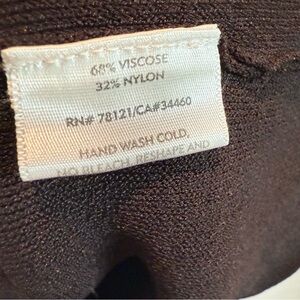 68% VISCOSE
32% NYLON
RN# 78121/CA#34460
HAND WASH COLD,
NO BLEACH, RESHAPE AND